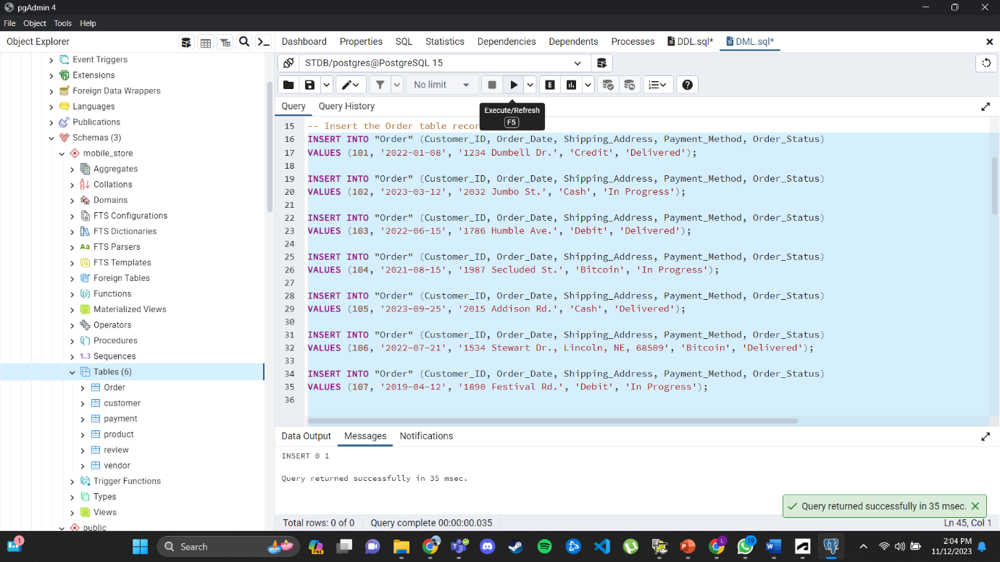 pgAdmin 4
File Object Tools Help
Object Explorer
Dashboard Properties SQL Statistics Dependencies Dependents Processes DDL.sql* DML.sql*
STDB/postgres@PostgreSQL 15
No limit
E
Query Query History
Execute/Refresh
F5
Event Triggers
Extensions
Foreign Data Wrappers
Languages
Publications
Schemas (3)
mobile_store
Aggregates
Collations
Domains
FTS Configurations
FTS Dictionaries
Aa FTS Parsers
FTS Templates
Foreign Tables
Functions
Materialized Views
Operators
Procedures
1..3 Sequences
Tables (6)
Order
customer
payment
product
review
vendor
Trigger Functions
Types
Views
public
15 -- Insert the Order table recor
16 INSERT INTO "Order" (Customer_ID, Order_Date, Shipping_Address, Payment_Method, Order_Status)
17 VALUES (101, '2022-01-08', '1234 Dumbell Dr.', 'Credit', 'Delivered');
18
19 INSERT INTO "Order" (Customer_ID, Order_Date, Shipping_Address, Payment_Method, Order_Status)
20 VALUES (102, '2023-03-12', '2032 Jumbo St.', 'Cash', 'In Progress');
21
22 INSERT INTO "Order" (Customer_ID, Order_Date, Shipping_Address, Payment_Method, Order_Status)
23 VALUES (103, '2022-06-15', '1786 Humble Ave.', 'Debit', 'Delivered');
24
25 INSERT INTO "Order" (Customer_ID, Order_Date, Shipping_Address, Payment_Method, Order_Status)
26 VALUES (104, '2021-08-15', '1987 Secluded St.', 'Bitcoin', 'In Progress');
27
28 INSERT INTO "Order" (Customer_ID, Order_Date, Shipping_Address, Payment_Method, Order_Status)
29 VALUES (105, '2023-09-25', '2015 Addison Rd.', 'Cash', 'Delivered');
30
31 INSERT INTO "Order" (Customer_ID, Order_Date, Shipping_Address, Payment_Method, Order_Status)
32 VALUES (106, '2022-07-21', '1534 Stewart Dr., Lincoln, NE, 68509', 'Bitcoin', 'Delivered');
33
34 INSERT INTO "Order" (Customer_ID, Order_Date, Shipping_Address, Payment_Method, Order_Status)
35 VALUES (107, '2019-04-12', '1890 Festival Rd.', 'Debit', 'In Progress');
36
Data Output Messages Notifications
INSERT 0 1
Query returned successfully in 35 msec.
Query returned successfully in 35 msec.
Total rows: 0 of 0 Query complete 00:00:00.035 Ln 45, Col 1
1 Search PRE L 19 W 2:04 PM
11/12/2023